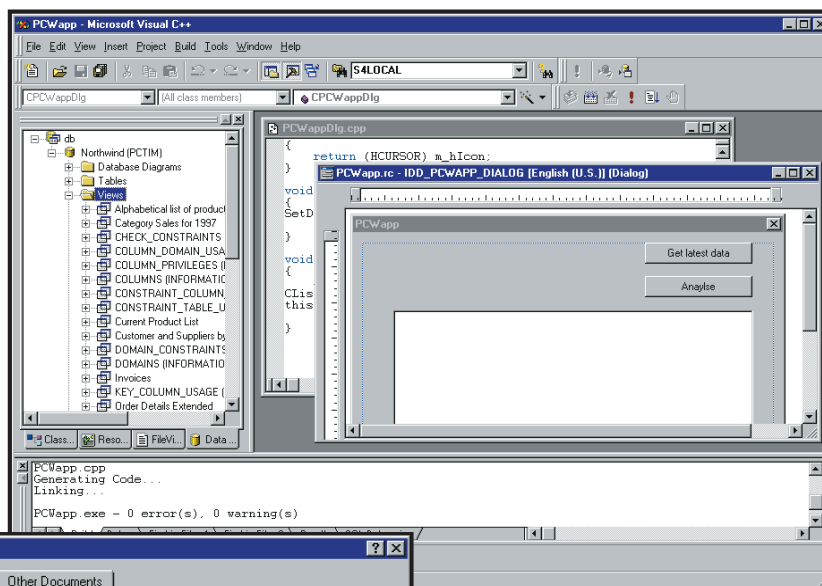 PCWapp - Microsoft Visual C++
File Edit View Insert Project Build Tools Window Help
S4LOCAL
CPCWappDlg
(All class members)
CPCWappDlg
db
Northwind (PCTIM)
Database Diagrams
Tables
Views
Alphabetical list of product
Category Sales for 1997
CHECK_CONSTRAINTS
COLUMN_DOMAIN_USA
COLUMN_PRIVILEGES (I
COLUMNS (INFORMATIC
CONSTRAINT_COLUMN_
CONSTRAINT_TABLE_U
Current Product List
Customer and Suppliers by
DOMAIN_CONSTRAINTS
DOMAINS (INFORMATIO
Invoices
KEY_COLUMN_USAGE (
Order Details Extended
Class...
Reso...
FileVi...
Data ...
PCWappDlg.cpp
{
return (HCURSOR) m_hIcon;
}
void
{
SetD
}
void
{
CLis
this
}
PCWapp.rc - IDD_PCWAPP_DIALOG [English (U.S.)] (Dialog)
PCWapp
Get latest data
Anaylse
PCWapp.cpp
Generating Code...
Linking...
PCWapp.exe - 0 error(s), 0 warning(s)
Other Documents